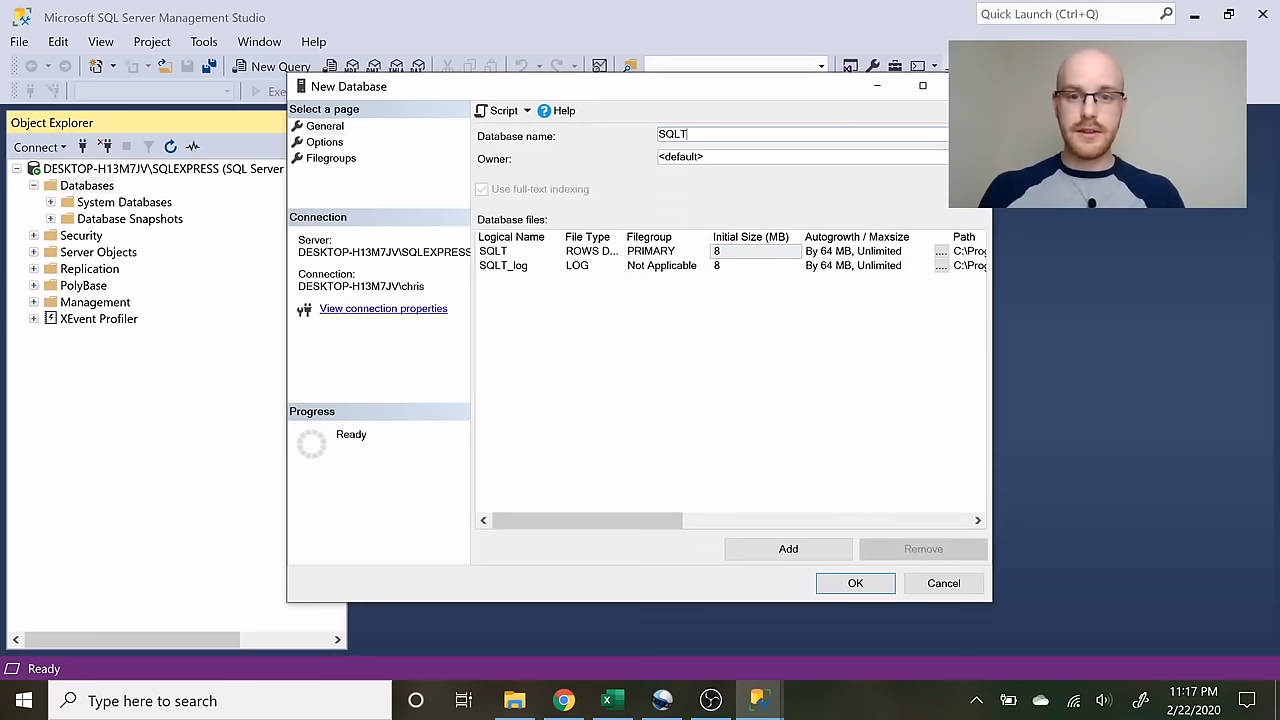 Microsoft SQL Server Management Studio
Quick Launch (Ctrl+Q)
File Edit View Project Tools Window Help
New Query
Exe
Object Explorer
Connect
DESKTOP-H13M7JV\SQLEXPRESS (SQL Server
Databases
System Databases
Database Snapshots
Security
Server Objects
Replication
PolyBase
Management
XEvent Profiler
New Database
Select a page
General
Options
Filegroups
Connection
Server:
DESKTOP-H13M7JV\SQLEXPRESS
Connection:
DESKTOP-H13M7JV\chris
View connection properties
Progress
Ready
Script Help
Database name: SQLT
Owner: <default>
Use full-text indexing
Database files:
Logical Name File Type Filegroup Initial Size (MB) Autogrowth / Maxsize Path
SQLT ROWS D... PRIMARY 8 By 64 MB, Unlimited .... C:\Prog
SQLT_log LOG Not Applicable 8 By 64 MB, Unlimited .... C:\Prog
Add Remove
OK Cancel
Ready
Type here to search
11:17 PM
2/22/2020